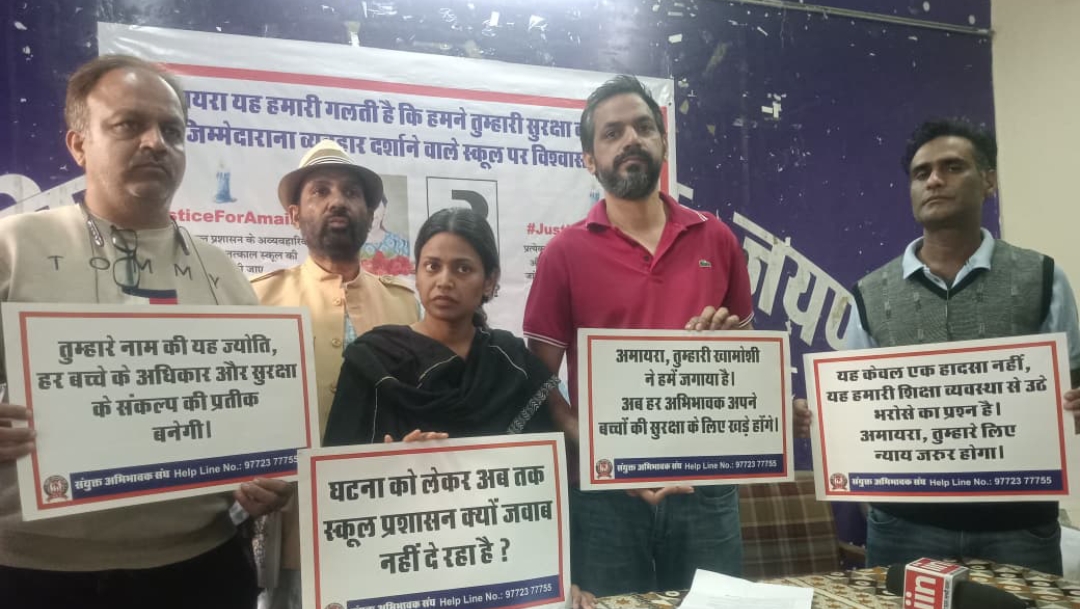 यह हमारी गलती है कि हमने तुम्हारी सुरक्षा
जिम्मेदाराना व्यवहार दर्शाने वाले स्कूल पर
प्रशासन के
तत्काल स्कूल की
TOMMY
तुम्हारे नाम की यह ज्योति,
हर बच्चे के अधिकार और सुरक्षा
के संकल्प की प्रतीक
बनेगी।
संयुक्त अभिभावक संघ Help Line No.: 97723 77755
घटना को लेकर अब तक
स्कूल प्रशासन क्यों जवाब
नहीं दे रहा है ?
संयुक्त अभिभावक संघ Help Line No.: 97723 77755
अमायरा, तुम्हारी खामोशी
ने हमें जगाया है।
अब हर अभिभावक अपने
बच्चों की सुरक्षा के लिए खड़े होंगे।
संयुक्त अभिभावक संघ Help Line No.: 97723 77755
यह केवल एक हादसा नहीं,
यह हमारी शिक्षा व्यवस्था से उठे
भरोसे का प्रश्न है।
अमायरा, तुम्हारे लिए
न्याय जरुर होगा।
संयुक्त अभिभावक संघ Help Line No.: 97723 77755